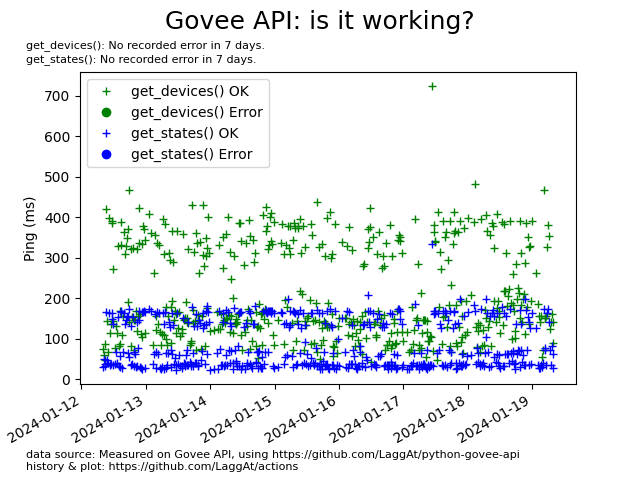 Govee API: is it working?
get_devices(): No recorded error in 7 days.
get_states(): No recorded error in 7 days.
get_devices() OK
get_devices() Error
get_states() OK
get_states() Error
Ping (ms)
700
600
500
400
300
200
100
0
2024-01-12
2024-01-13
2024-01-14
2024-01-15
2024-01-16
2024-01-17
2024-01-18
2024-01-19
data source: Measured on Govee API, using https://github.com/LaggAt/python-govee-api
history & plot: https://github.com/LaggAt/actions